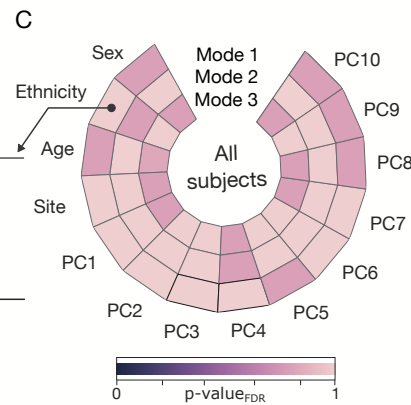 C
Sex
Mode 1
Mode 2
Mode 3
PC10
Ethnicity
PC9
Age
All
subjects
PC8
Site
PC7
PC1
PC6
PC2
PC5
PC3
PC4
0
p-valueFDR
1